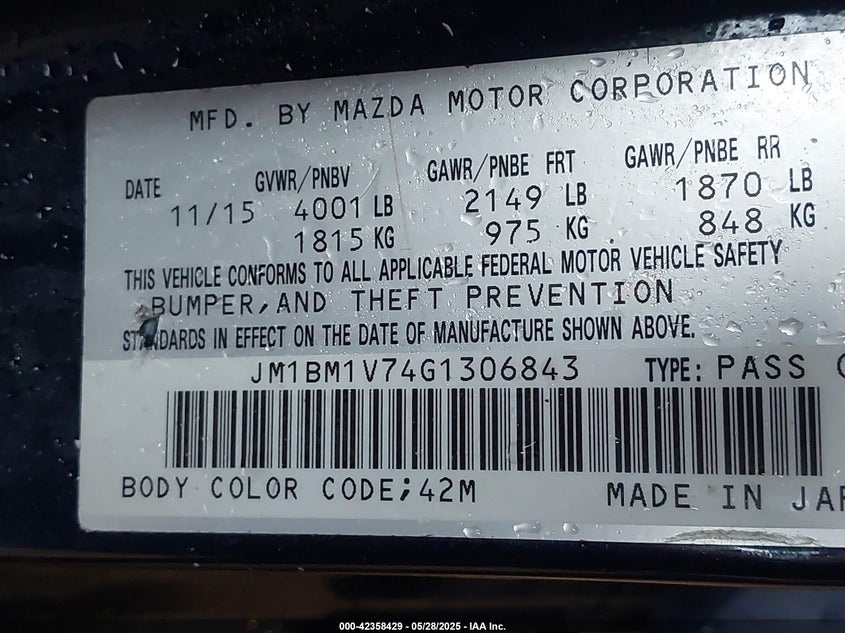 MFD. BY MAZDA MOTOR CORPORATION
DATE GVWR/PNBV GAWR/PNBE FRT GAWR/PNBE RR
11/15 4001 LB 2149 LB 1870 LB
1815 KG 975 KG 848 KG
THIS VEHICLE CONFORMS TO ALL APPLICABLE FEDERAL MOTOR VEHICLE SAFETY
BUMPER, AND THEFT PREVENTION
STANDARDS IN EFFECT ON THE DATE OF MANUFACTURE SHOWN ABOVE.
JM1BM1V74G1306843 TYPE: PASS
BODY COLOR CODE;42M MADE IN JA
000-42358429 - 05/28/2025 - IAA Inc.